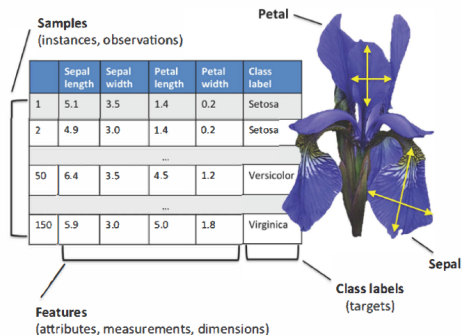 Samples
(instances, observations)
Petal
Sepal length Sepal width Petal length Petal width Class label
1 5.1 3.5 1.4 0.2 Setosa
2 4.9 3.0 1.4 0.2 Setosa
...
50 6.4 3.5 4.5 1.2 Versicolor
...
150 5.9 3.0 5.0 1.8 Virginica
Sepal
Class labels
(targets)
Features
(attributes, measurements, dimensions)